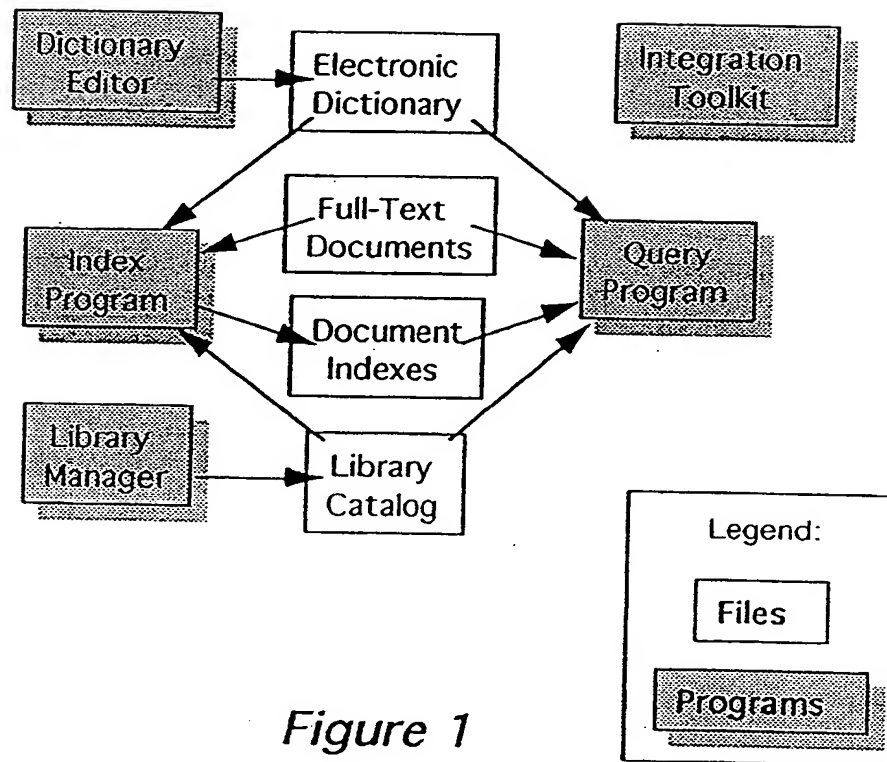 Dictionary
Editor
Electronic
Dictionary
Integration
Toolkit
Full-Text
Documents
Index
Program
Query
Program
Document
Indexes
Library
Manager
Library
Catalog
Legend:
Files
Programs
Figure 1